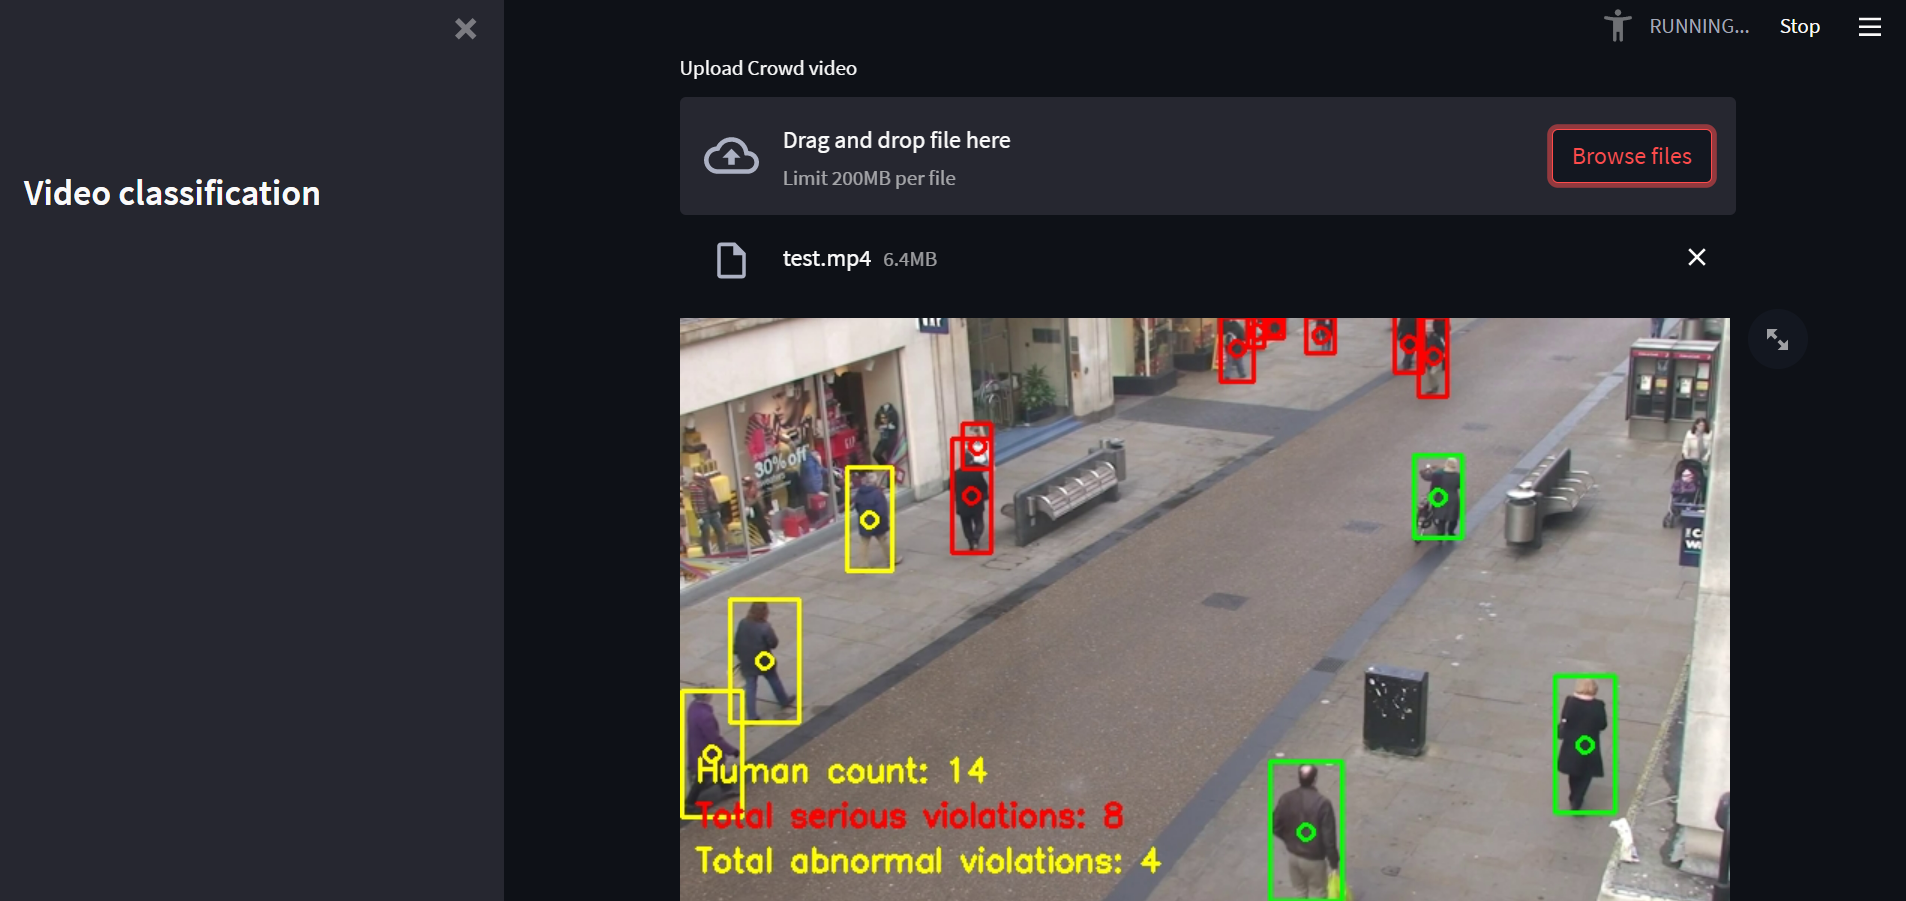 RUNNING... Stop
Upload Crowd video
Drag and drop file here
Limit 200MB per file
Browse files
Video classification
test.mp4 6.4MB
30% off
Human count: 14
Total serious violations: 8
Total abnormal violations: 4